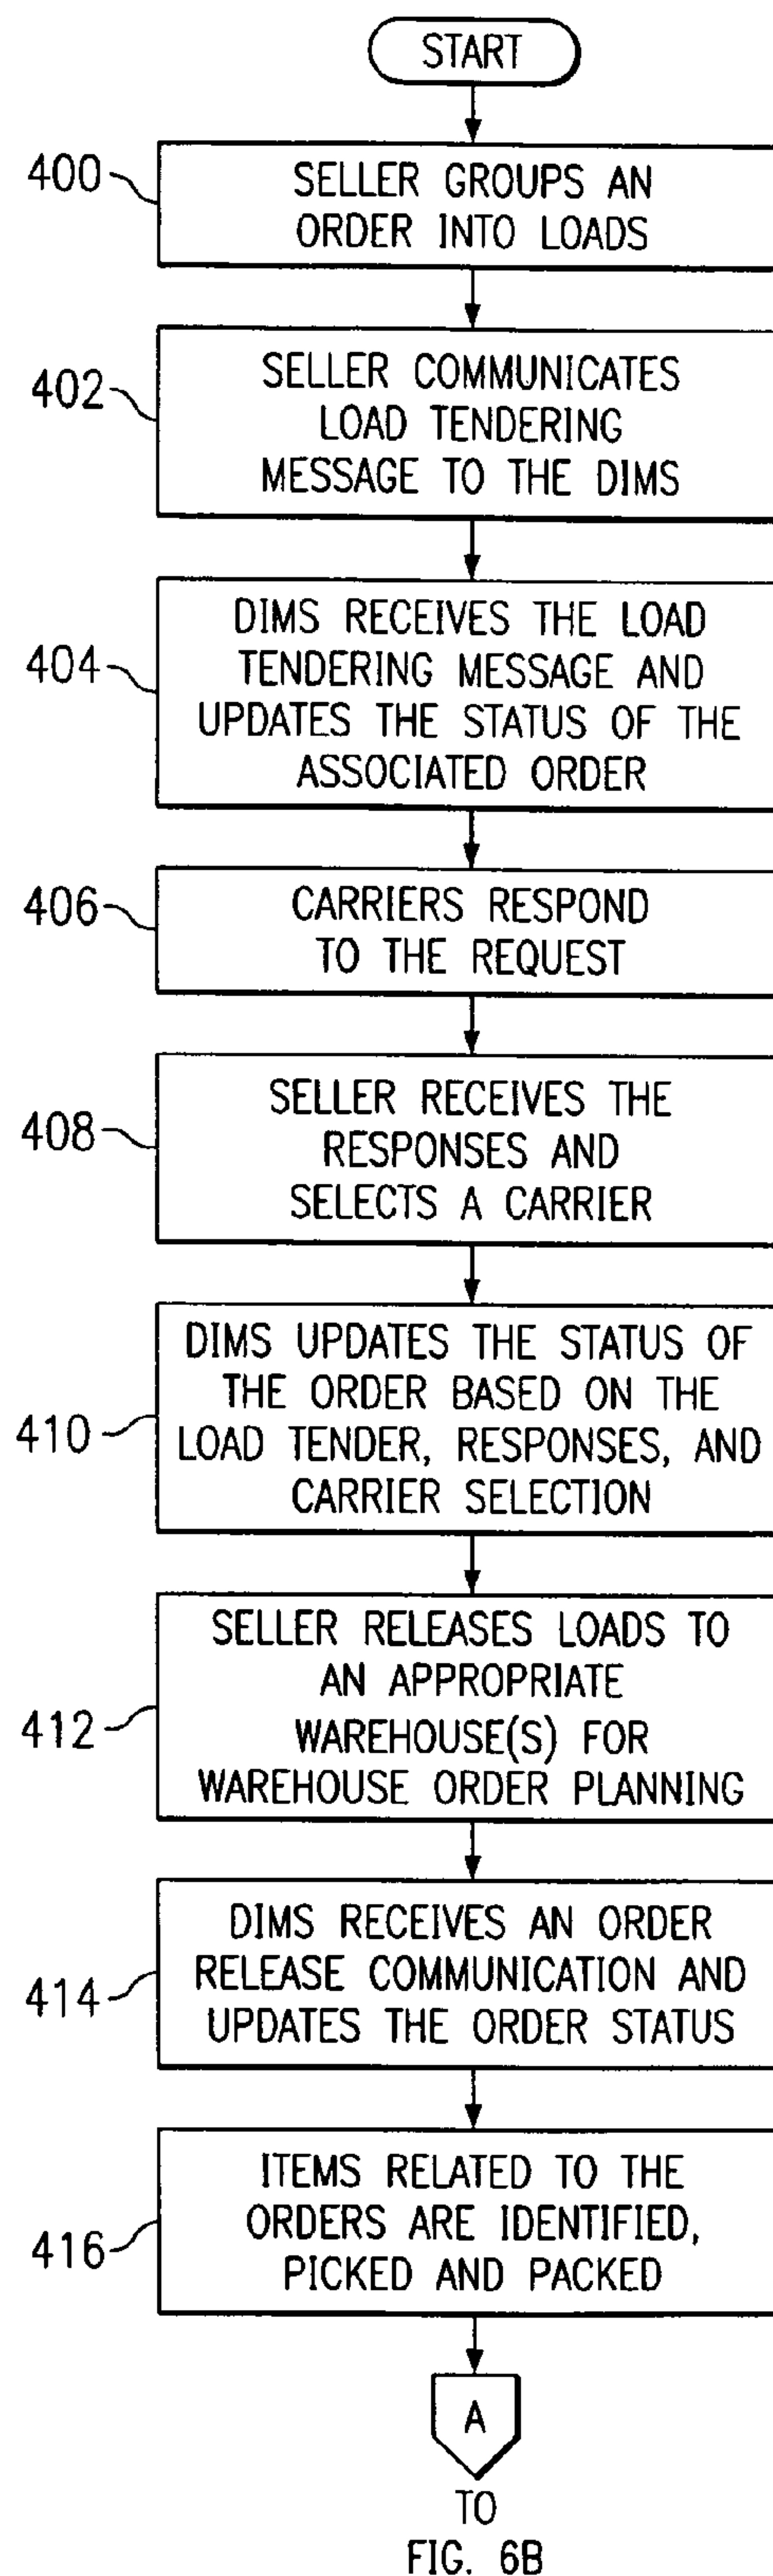 START
400
SELLER GROUPS AN
ORDER INTO LOADS
402
SELLER COMMUNICATES
LOAD TENDERING
MESSAGE TO THE DIMS
404
DIMS RECEIVES THE LOAD
TENDERING MESSAGE AND
UPDATES THE STATUS OF THE
ASSOCIATED ORDER
406
CARRIERS RESPOND
TO THE REQUEST
408
SELLER RECEIVES THE
RESPONSES AND
SELECTS A CARRIER
410
DIMS UPDATES THE STATUS OF
THE ORDER BASED ON THE
LOAD TENDER, RESPONSES, AND
CARRIER SELECTION
412
SELLER RELEASES LOADS TO
AN APPROPRIATE
WAREHOUSE(S) FOR
WAREHOUSE ORDER PLANNING
414
DIMS RECEIVES AN ORDER
RELEASE COMMUNICATION AND
UPDATES THE ORDER STATUS
416
ITEMS RELATED TO THE
ORDERS ARE IDENTIFIED,
PICKED AND PACKED
A
TO
FIG. 6B